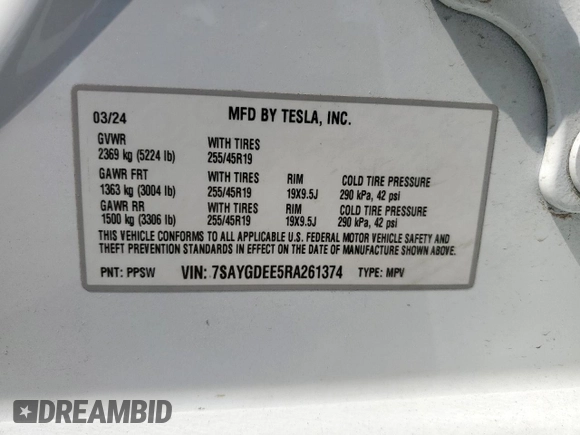 03/24 MFD BY TESLA, INC.
GVWR WITH TIRES
2369 kg (5224 lb) 255/45R19
GAWR FRT WITH TIRES RIM COLD TIRE PRESSURE
1363 kg (3004 lb) 255/45R19 19X9.5J 290 kPa, 42 psi
GAWR RR WITH TIRES RIM COLD TIRE PRESSURE
1500 kg (3306 lb) 255/45R19 19X9.5J 290 kPa, 42 psi
THIS VEHICLE CONFORMS TO ALL U.S. FEDERAL MOTOR VEHICLE SAFETY AND
THEFT PREVENTION STANDARDS IN EFFECT ON THE DATE OF MANUFACTURE SHOWN ABOVE.
PNT: PPSW VIN: 7SAYGDEE5RA261374 TYPE: MPV
DREAMBID